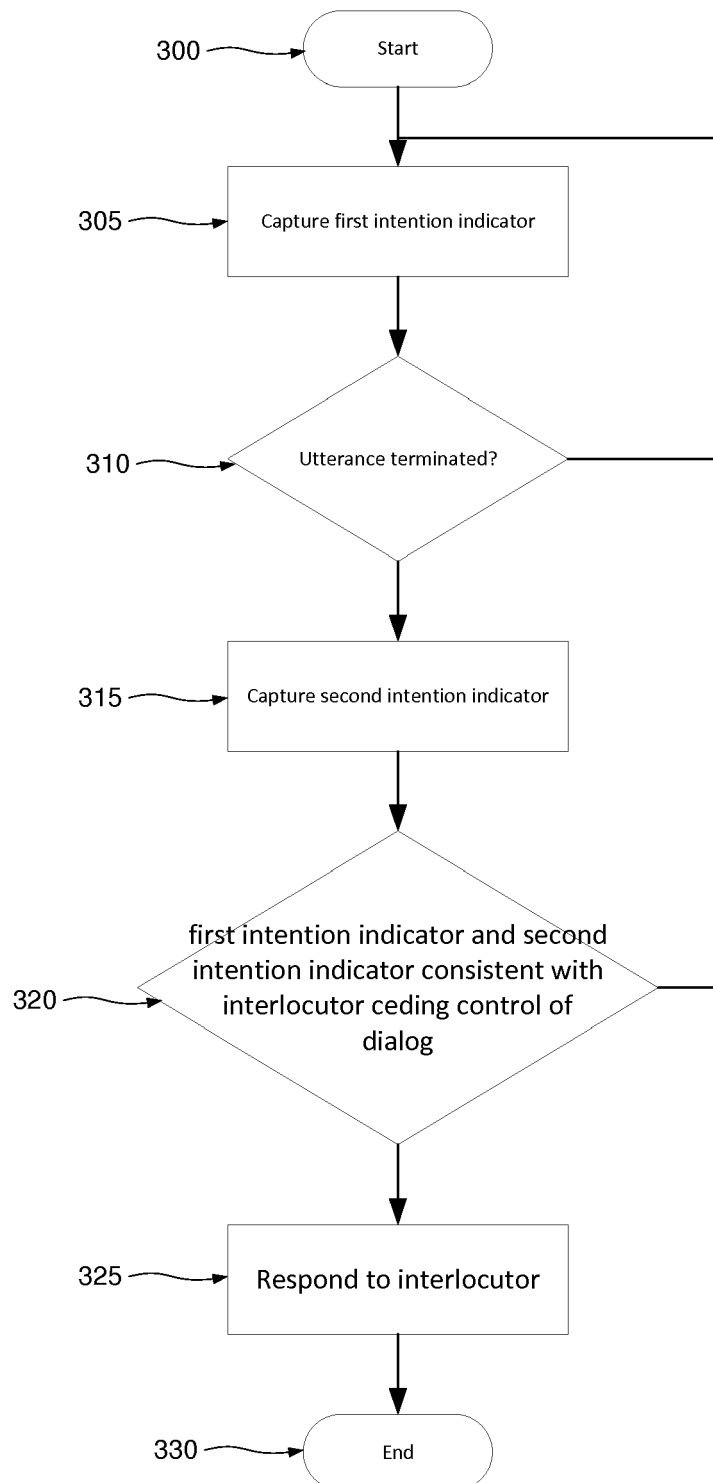 300
Start
305
Capture first intention indicator
310
Utterance terminated?
315
Capture second intention indicator
320
first intention indicator and second
intention indicator consistent with
interlocutor ceding control of
dialog
325
Respond to interlocutor
330
End